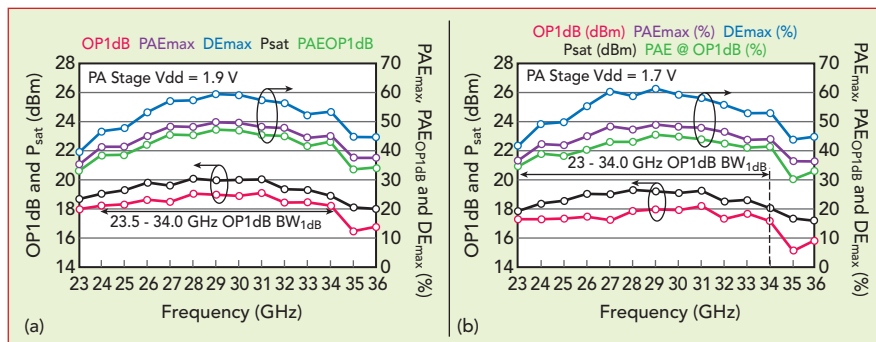 OP1dB PAEmax DEmax Psat PAEOP1dB
28
26
24
22
20
18
16
14
OP1dB and Psat (dBm)
PA Stage Vdd = 1.9 V
23.5 - 34.0 GHz OP1dB BW1dB
70
60
50
40
30
20
10
0
PAEmax, PAEOP1dB and DEmax (%)
23 24 25 26 27 28 29 30 31 32 33 34 35 36
Frequency (GHz)
(a)
OP1dB (dBm) PAEmax (%) DEmax (%)
Psat (dBm) PAE @ OP1dB (%)
28
26
24
22
20
18
16
14
OP1dB and Psat (dBm)
PA Stage Vdd = 1.7 V
23 - 34.0 GHz OP1dB BW1dB
70
60
50
40
30
20
10
0
PAEmax, PAEOP1dB and DEmax (%)
23 24 25 26 27 28 29 30 31 32 33 34 35 36
Frequency (GHz)
(b)